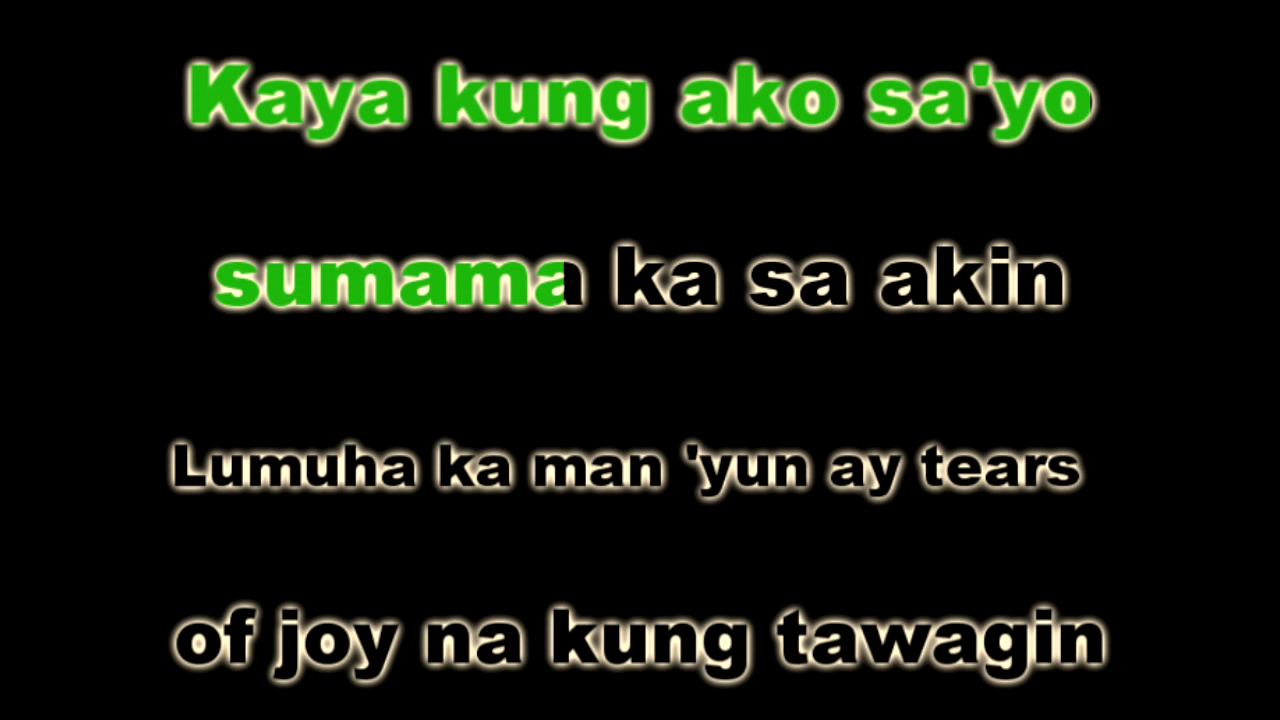 Kaya kung ako sa'yo
sumama ka sa akin
Lumuha ka man 'yun ay tears
of joy na kung tawagin